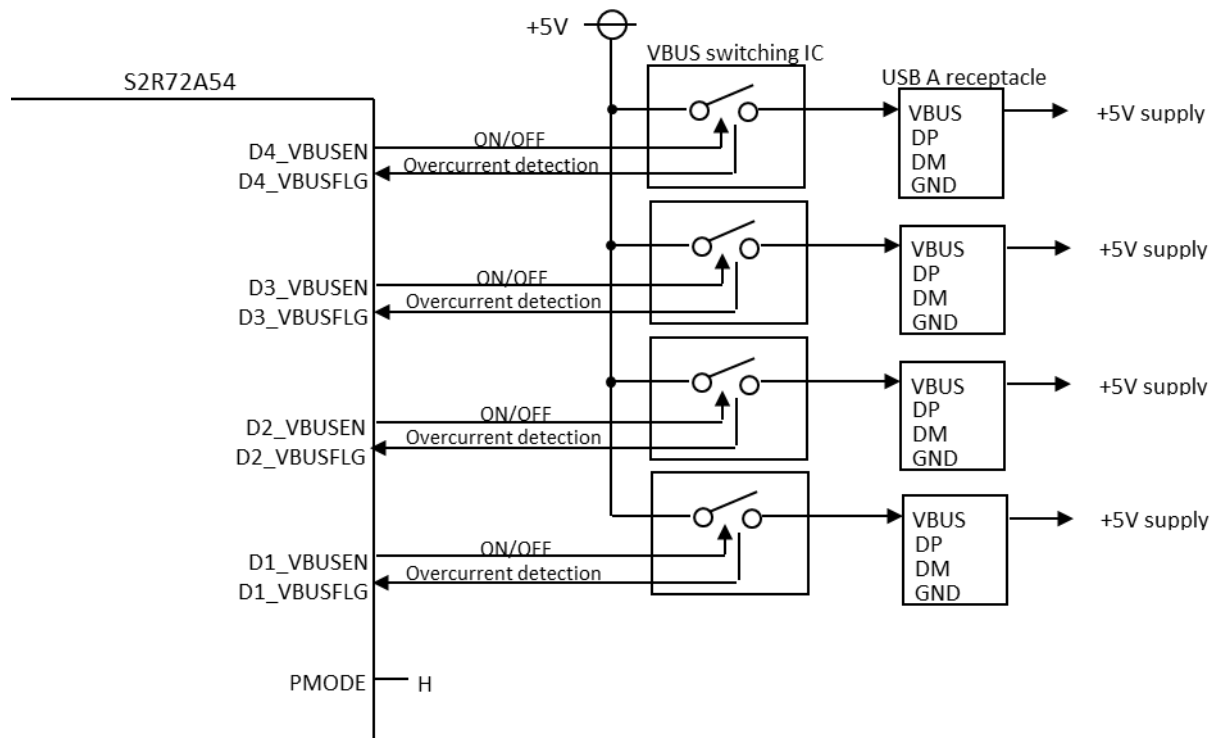 +5V
VBUS switching IC
S2R72A54
USB A receptacle
VBUS
DP
DM
GND
+5V supply
D4_VBUSEN
ON/OFF
D4_VBUSFLG
Overcurrent detection
VBUS
DP
DM
GND
+5V supply
D3_VBUSEN
ON/OFF
D3_VBUSFLG
Overcurrent detection
VBUS
DP
DM
GND
+5V supply
D2_VBUSEN
ON/OFF
D2_VBUSFLG
Overcurrent detection
VBUS
DP
DM
GND
+5V supply
D1_VBUSEN
ON/OFF
D1_VBUSFLG
Overcurrent detection
PMODE
H